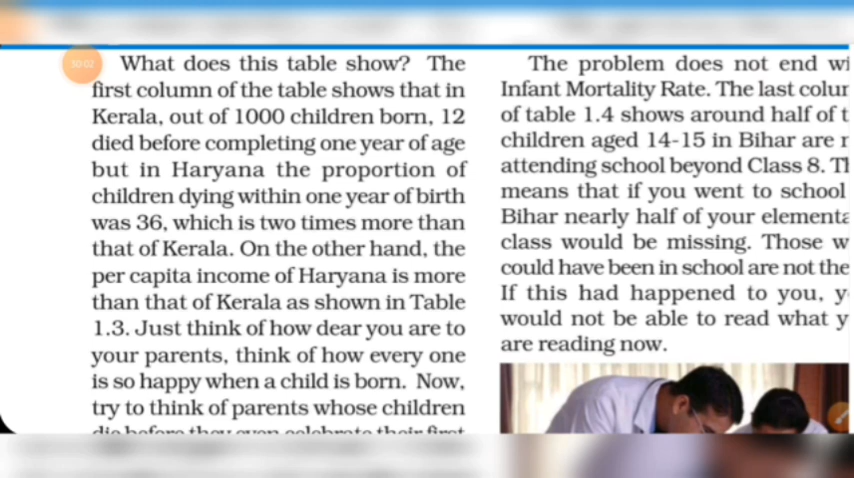 What does this table show? The
first column of the table shows that in
Kerala, out of 1000 children born, 12
died before completing one year of age
but in Haryana the proportion of
children dying within one year of birth
was 36, which is two times more than
that of Kerala. On the other hand, the
per capita income of Haryana is more
than that of Kerala as shown in Table
1.3. Just think of how dear you are to
your parents, think of how every one
is so happy when a child is born. Now,
try to think of parents whose children
die before they even celebrate their first
The problem does not end
Infant Mortality Rate. The last
of table 1.4 shows around half of
children aged 14-15 in Bihar are
attending school beyond Class 8.
means that if you went to school
Bihar nearly half of your
class would be missing. Those
could have been in school are not
If this had happened to you,
would not be able to read what
are reading now.
00:02